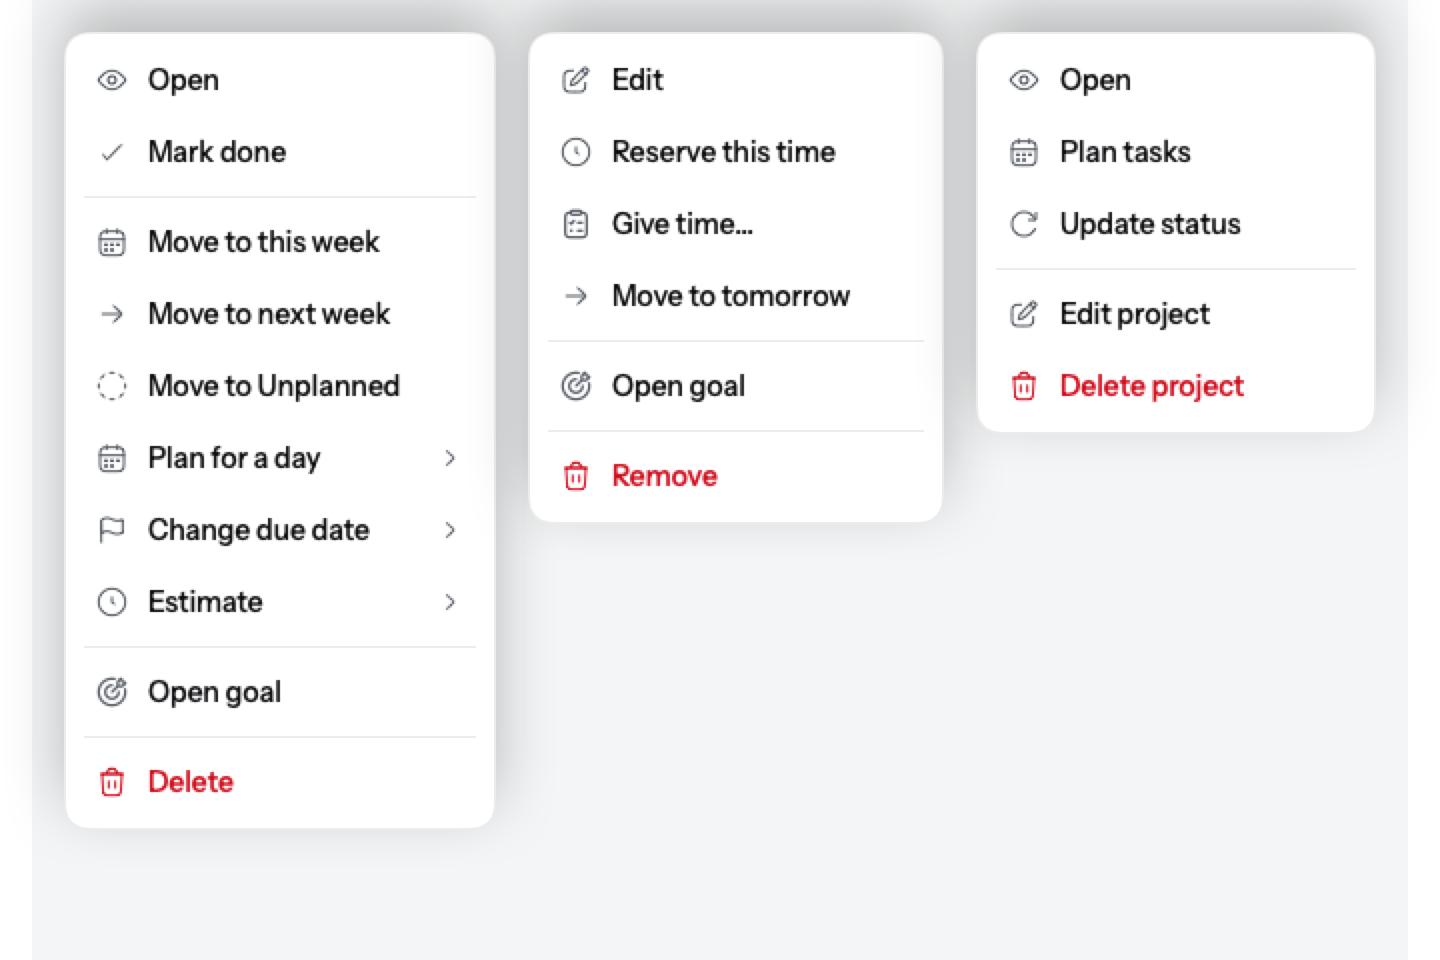 Open
Mark done
Move to this week
Move to next week
Move to Unplanned
Plan for a day
Change due date
Estimate
Open goal
Delete
Edit
Reserve this time
Give time...
Move to tomorrow
Open goal
Remove
Open
Plan tasks
Update status
Edit project
Delete project